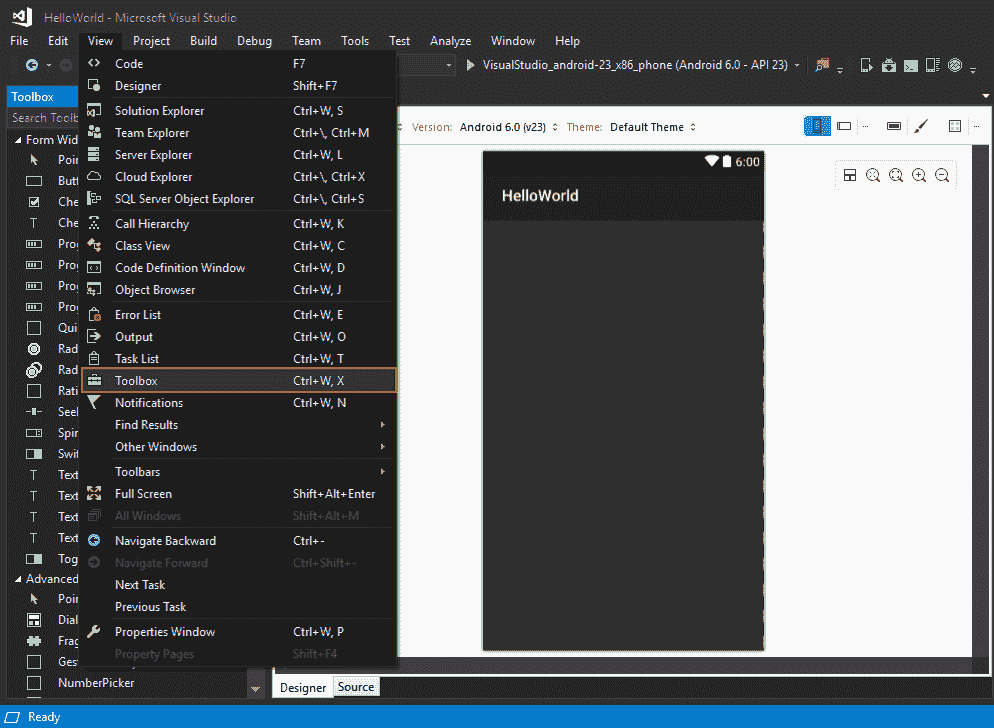 HelloWorld - Microsoft Visual Studio
File Edit View Project Build Debug Team Tools Test Analyze Window Help
VisualStudio_android-23_x86_phone (Android 6.0 - API 23)
Toolbox
Search Toolb
Form Wid
Poi
Butt
Che
Che
Prog
Prog
Prog
Prog
Qui
Rad
Rad
Rati
See
Spir
Swit
Text
Text
Text
Text
Tog
Advanced
Poi
Dial
Frag
Ges
NumberPicker
Code F7
Designer Shift+F7
Solution Explorer Ctrl+W, S
Team Explorer Ctrl+\, Ctrl+M
Server Explorer Ctrl+W, L
Cloud Explorer Ctrl+\, Ctrl+X
SQL Server Object Explorer Ctrl+\, Ctrl+S
Call Hierarchy Ctrl+W, K
Class View Ctrl+W, C
Code Definition Window Ctrl+W, D
Object Browser Ctrl+W, J
Error List Ctrl+W, E
Output Ctrl+W, O
Task List Ctrl+W, T
Toolbox Ctrl+W, X
Notifications Ctrl+W, N
Find Results
Other Windows
Toolbars
Full Screen Shift+Alt+Enter
All Windows Shift+Alt+M
Navigate Backward Ctrl+-
Navigate Forward Ctrl+Shift+-
Next Task
Previous Task
Properties Window Ctrl+W, P
Property Pages Shift+F4
Version: Android 6.0 (v23) Theme: Default Theme
6:00
HelloWorld
Designer Source
Ready